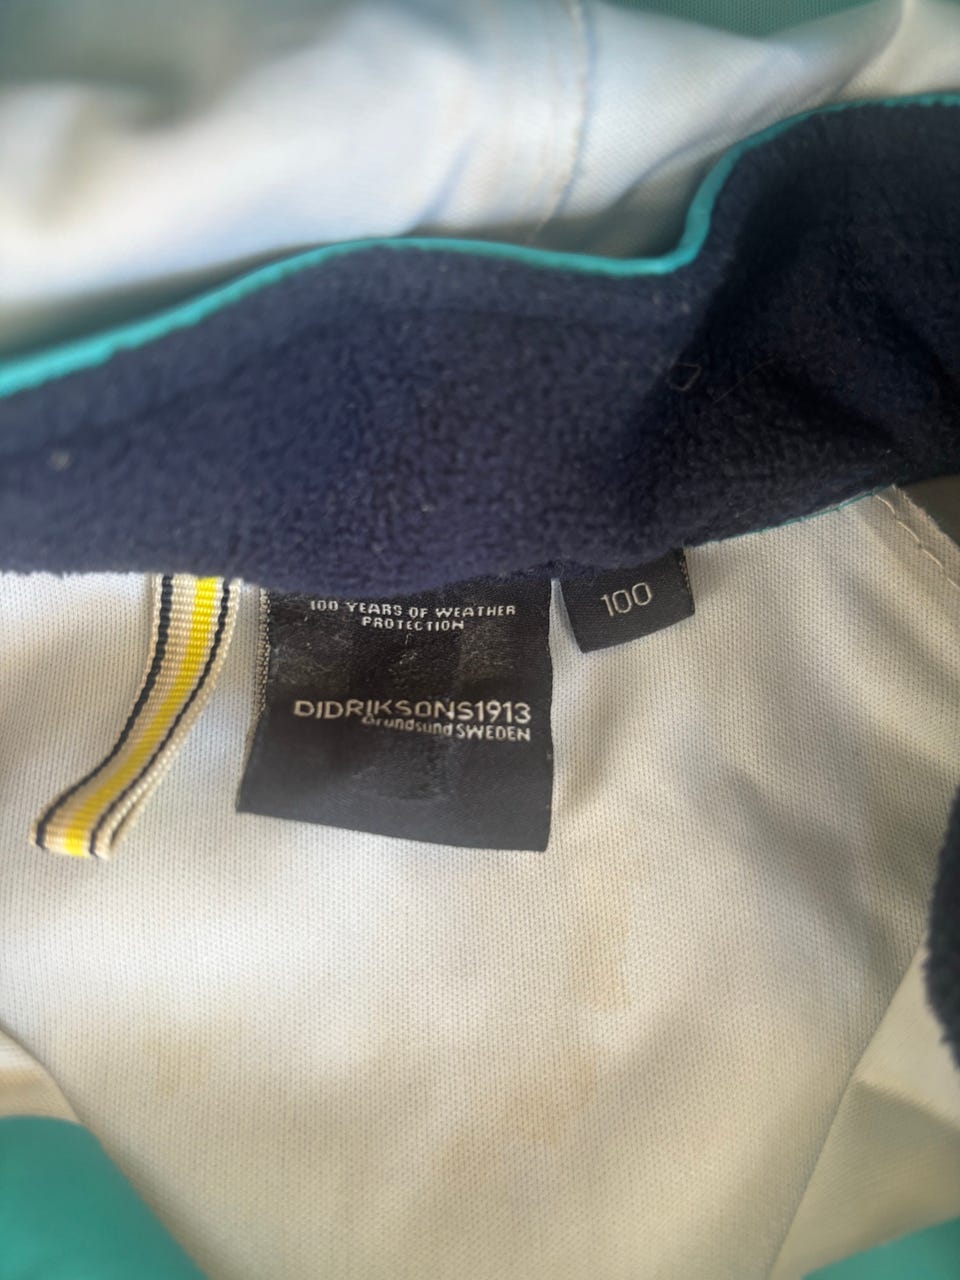 100 YEARS OF WEATHER
PROTECTION
DIDRIKSONS1913
Grundsund SWEDEN
100